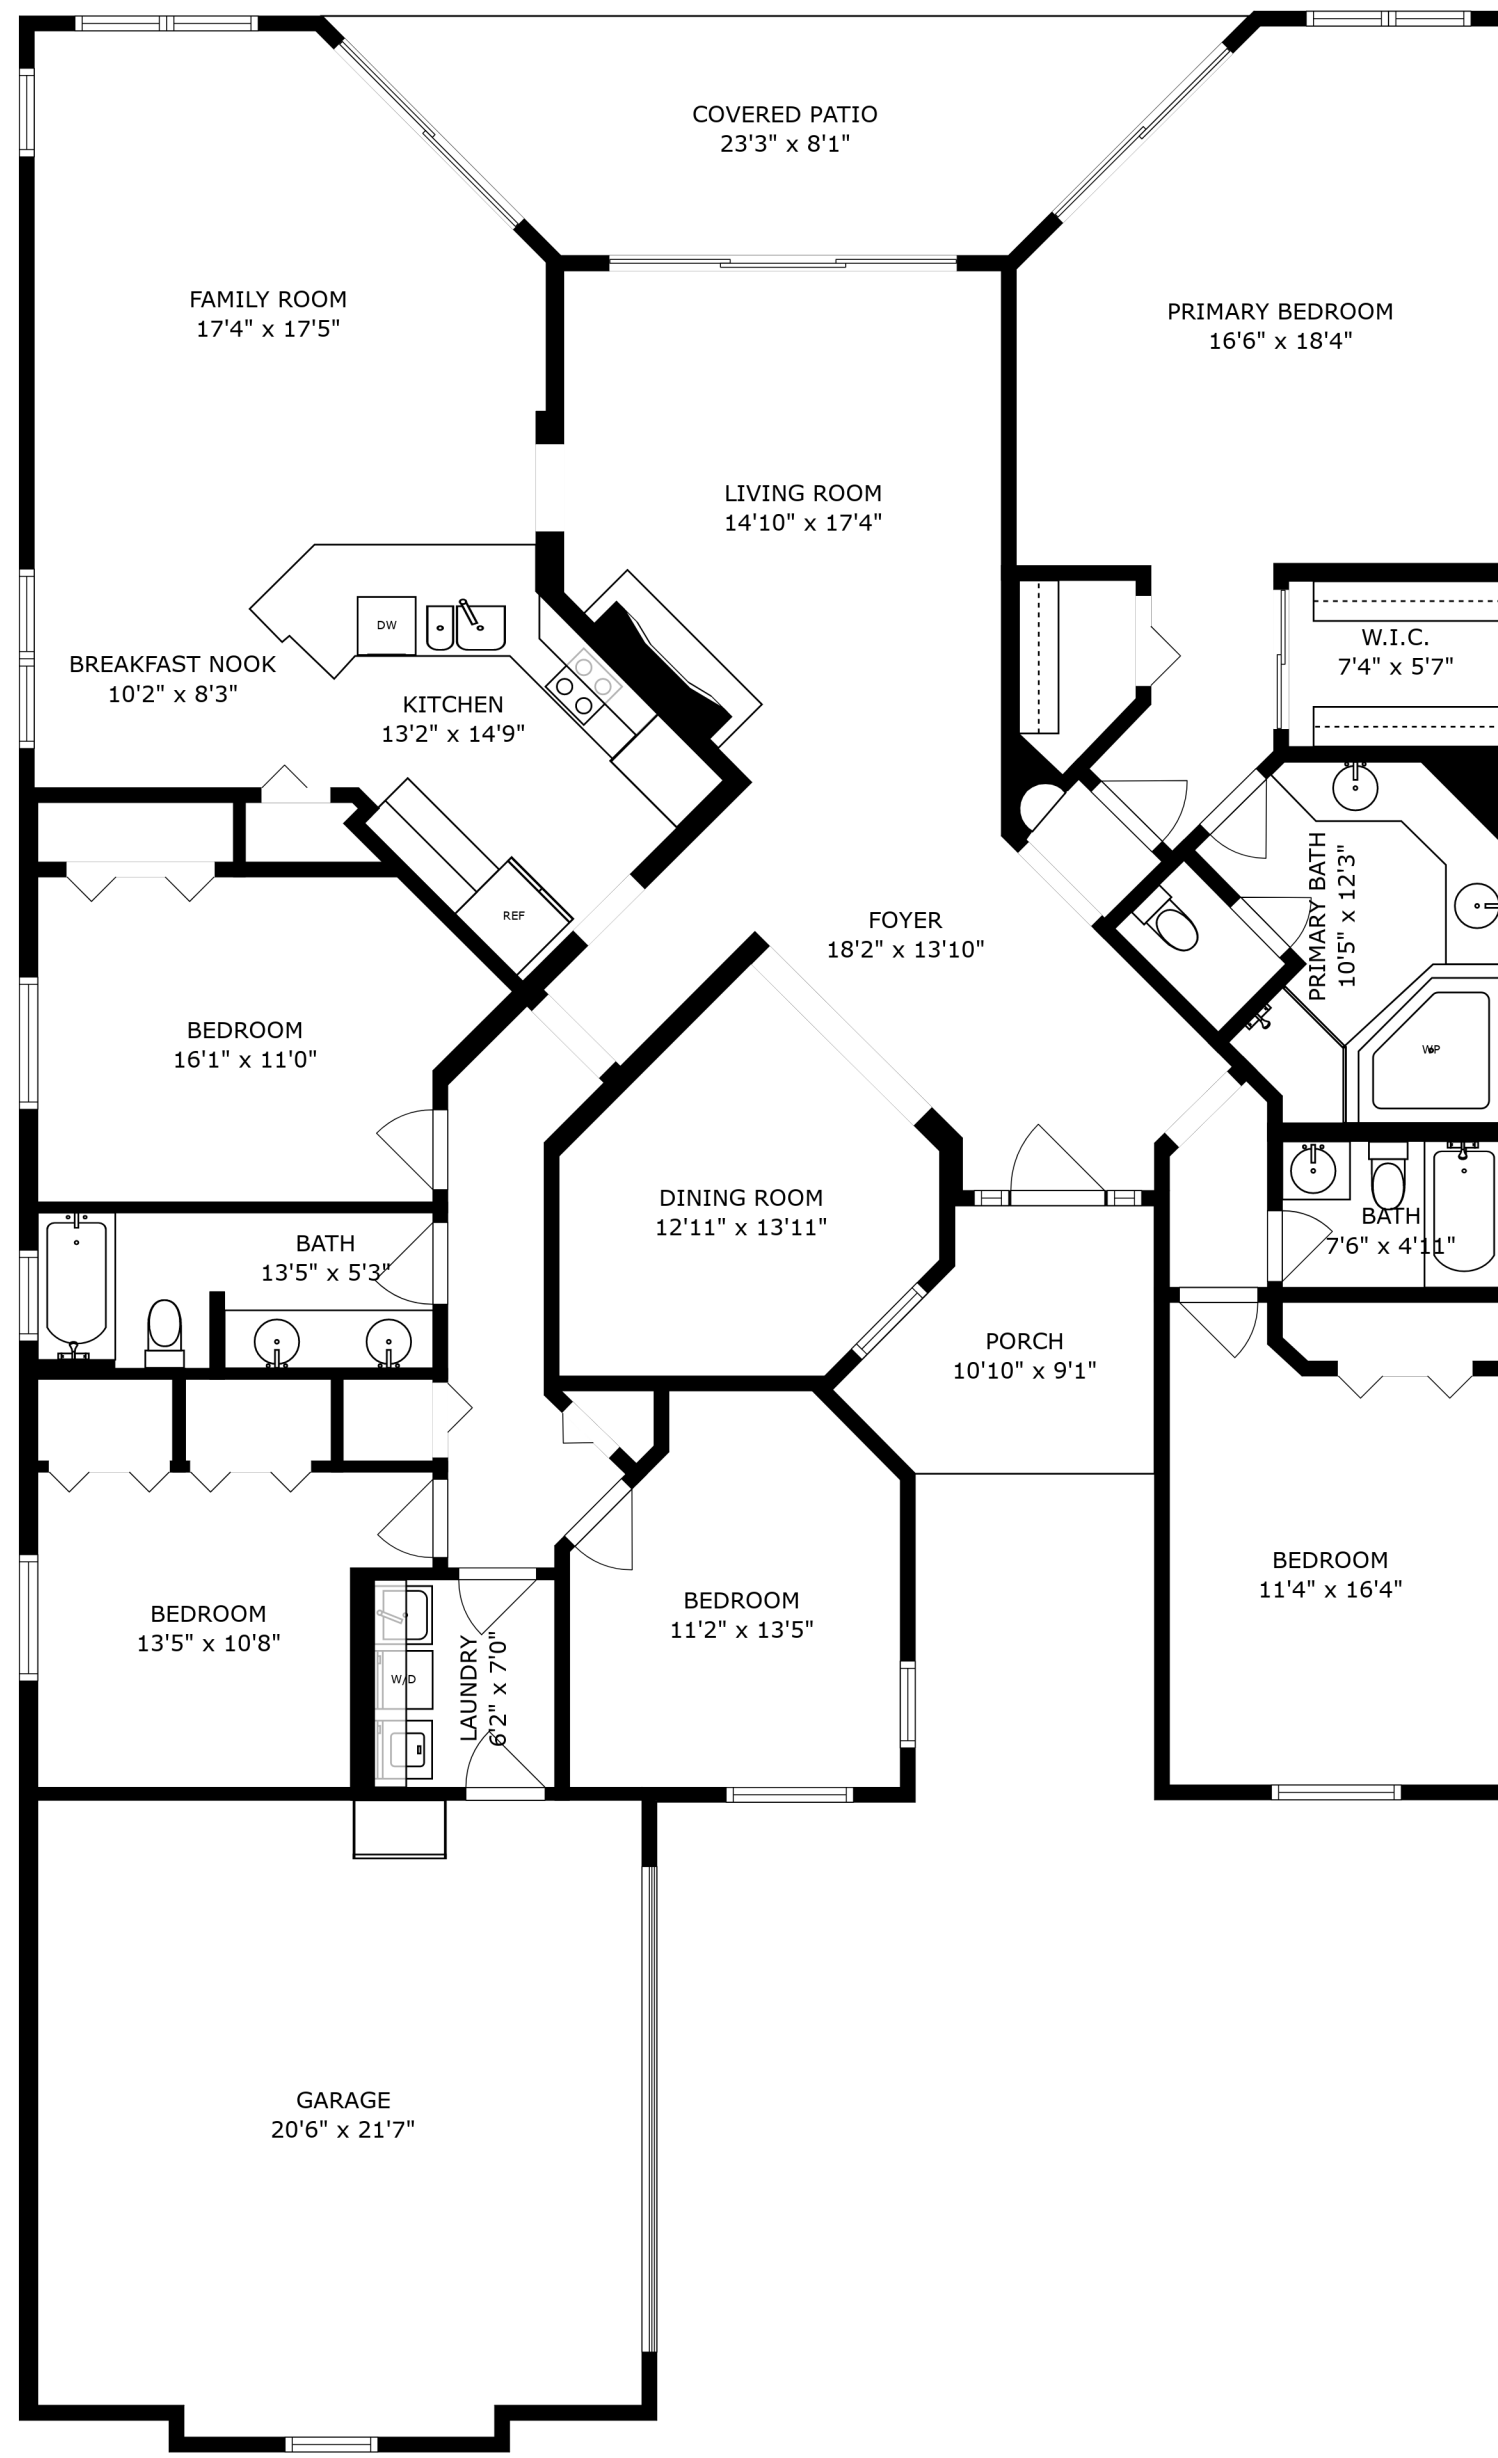 COVERED PATIO
23'3" x 8'1"
FAMILY ROOM
17'4" x 17'5"
PRIMARY BEDROOM
16'6" x 18'4"
LIVING ROOM
14'10" x 17'4"
DW
W.I.C.
7'4" x 5'7"
BREAKFAST NOOK
10'2" x 8'3"
KITCHEN
13'2" x 14'9"
REF
FOYER
18'2" x 13'10"
PRIMARY BATH
10'5" x 12'3"
BEDROOM
16'1" x 11'0"
WP
DINING ROOM
12'11" x 13'11"
BATH
7'6" x 4'11"
BATH
13'5" x 5'3"
PORCH
10'10" x 9'1"
BEDROOM
11'4" x 16'4"
BEDROOM
13'5" x 10'8"
BEDROOM
11'2" x 13'5"
LAUNDRY
6'2" x 7'0"
W/D
GARAGE
20'6" x 21'7"